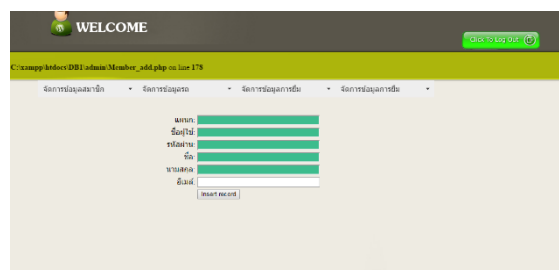 WELCOME
Click To Log Out
C:\xampp\htdocs\DB1\admin\Member_add.php on line 178
จัดการข้อมูลสมาชิก จัดการข้อมูลรถ จัดการข้อมูลการยืม จัดการข้อมูลการยืม
แผนก:
ชื่อผู้ใช้:
รหัสผ่าน:
ชื่อ:
นามสกุล:
อีเมล์:
Insert record